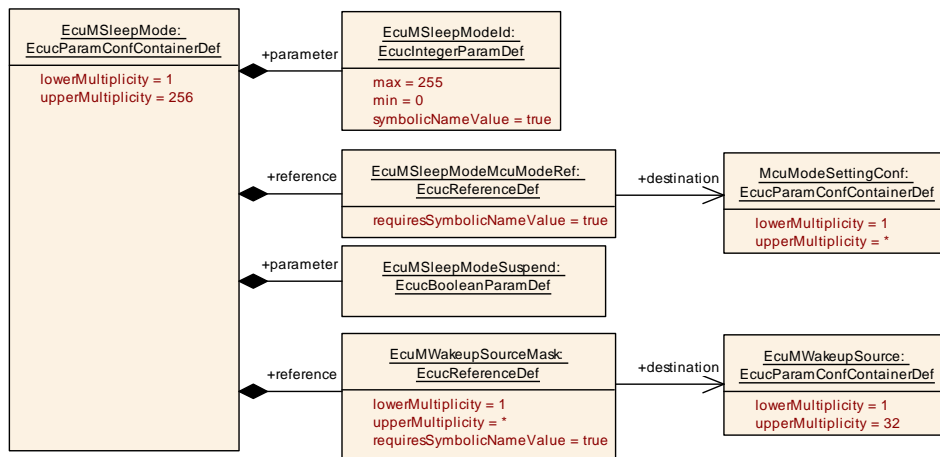 EcuMSleepMode:
EcucParamConfContainerDef
lowerMultiplicity = 1
upperMultiplicity = 256
+parameter
EcuMSleepModeId:
EcucIntegerParamDef
max = 255
min = 0
symbolicNameValue = true
+reference
EcuMSleepModeMcuModeRef:
EcucReferenceDef
requiresSymbolicNameValue = true
+destination
McuModeSettingConf:
EcucParamConfContainerDef
lowerMultiplicity = 1
upperMultiplicity = *
+parameter
EcuMSleepModeSuspend:
EcucBooleanParamDef
+reference
EcuMWakeupSourceMask:
EcucReferenceDef
lowerMultiplicity = 1
upperMultiplicity = *
requiresSymbolicNameValue = true
+destination
EcuMWakeupSource:
EcucParamConfContainerDef
lowerMultiplicity = 1
upperMultiplicity = 32